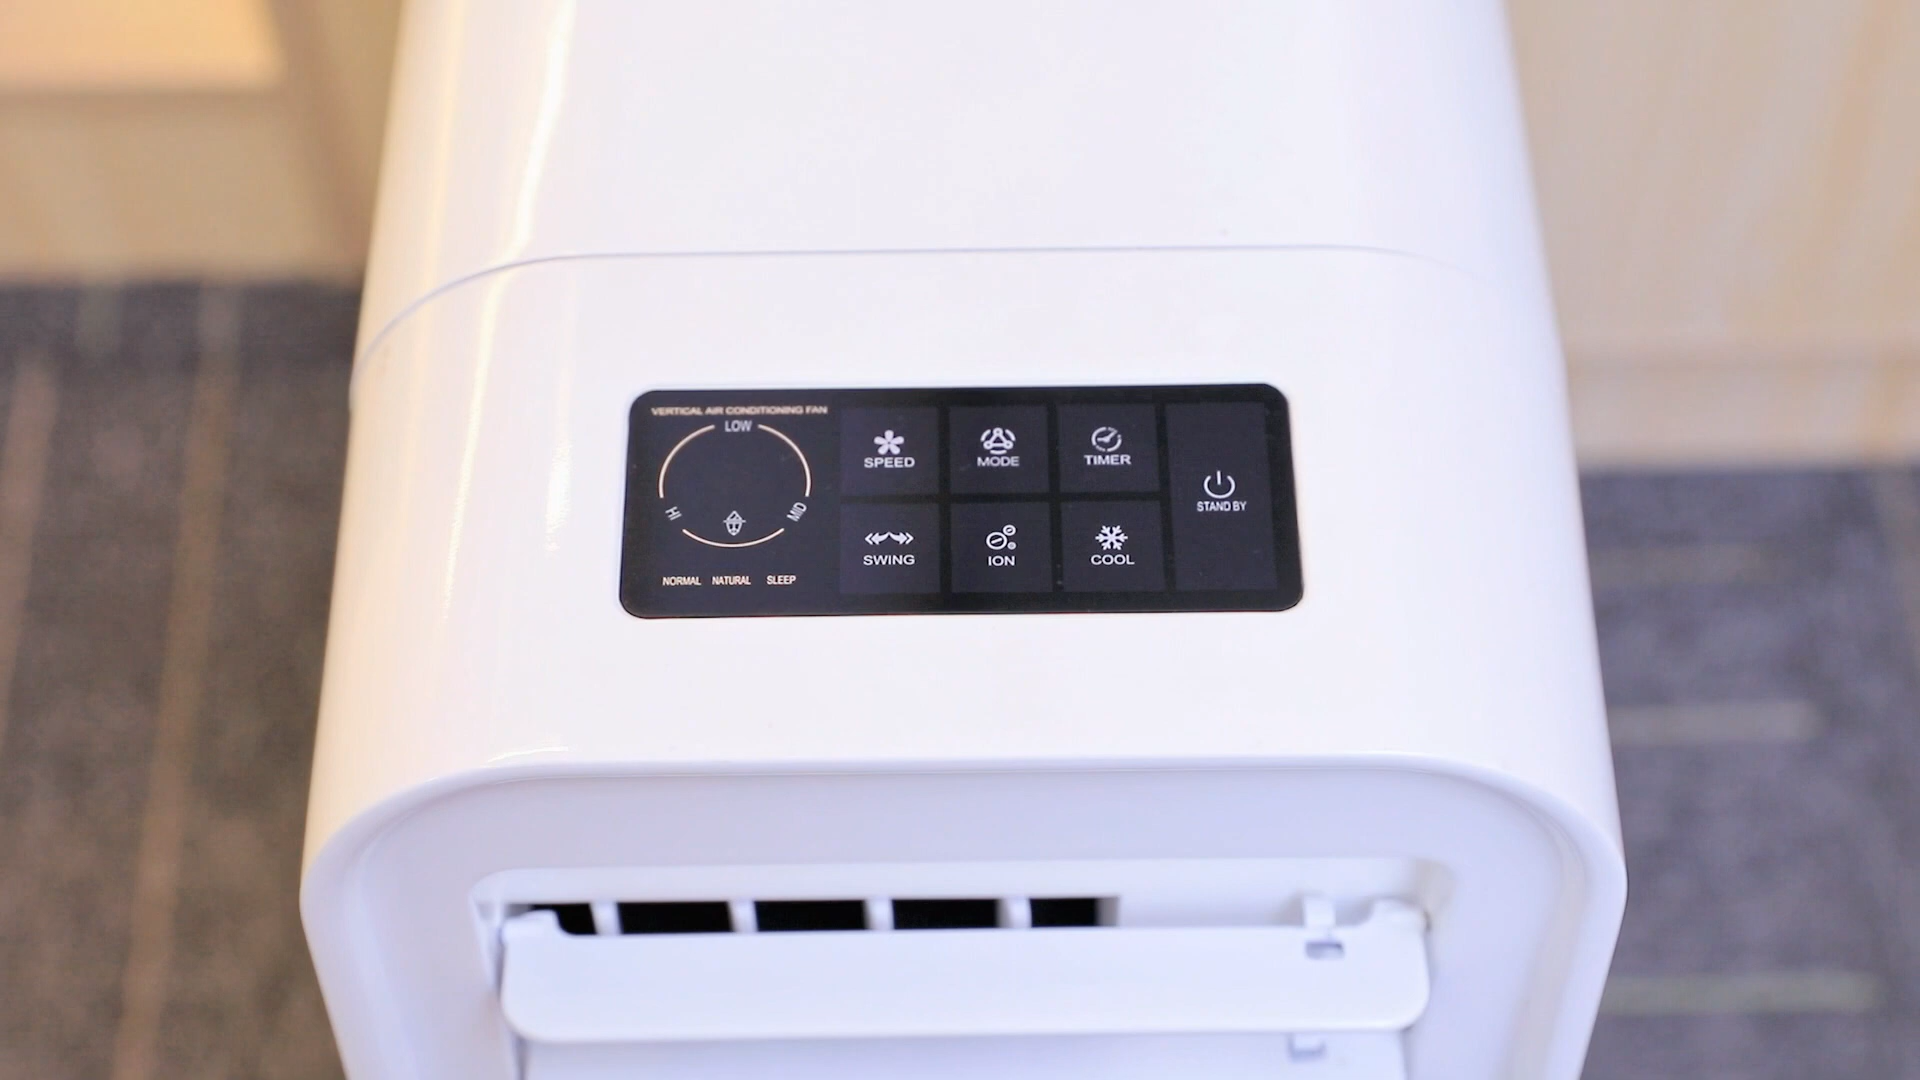 VERTICAL AIR CONDITIONING FAN
LOW
HI
MID
NORMAL NATURAL SLEEP
SPEED
MODE
TIMER
SWING
ION
COOL
STAND BY